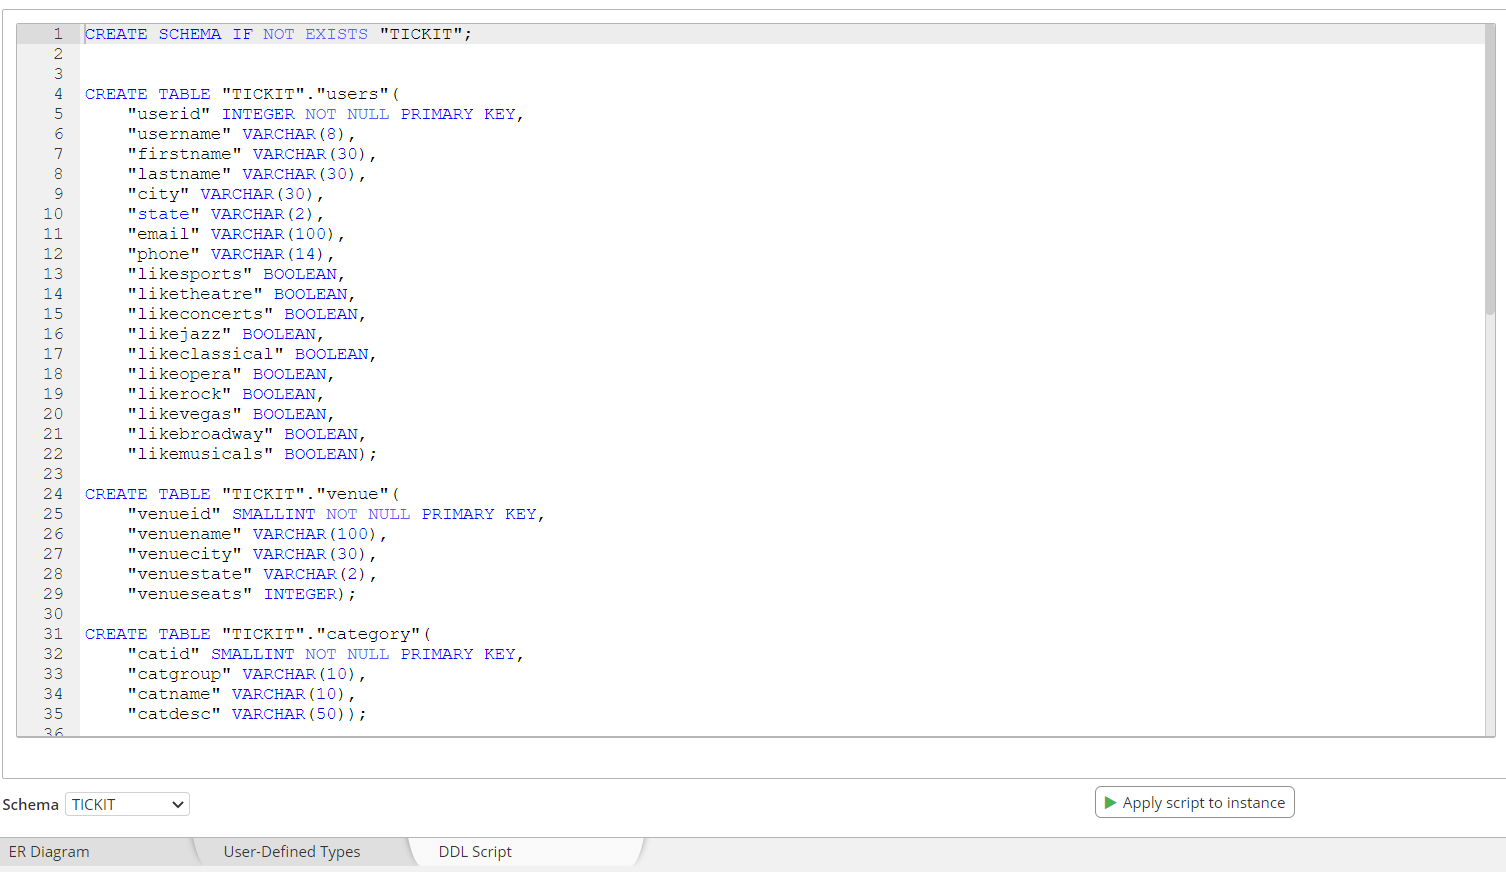 1 CREATE SCHEMA IF NOT EXISTS "TICKIT";
2
3
4 CREATE TABLE "TICKIT"."users"(
5     "userid" INTEGER NOT NULL PRIMARY KEY,
6     "username" VARCHAR(8),
7     "firstname" VARCHAR(30),
8     "lastname" VARCHAR(30),
9     "city" VARCHAR(30),
10     "state" VARCHAR(2),
11     "email" VARCHAR(100),
12     "phone" VARCHAR(14),
13     "likesports" BOOLEAN,
14     "liketheatre" BOOLEAN,
15     "likeconcerts" BOOLEAN,
16     "likejazz" BOOLEAN,
17     "likeclassical" BOOLEAN,
18     "likeopera" BOOLEAN,
19     "likerock" BOOLEAN,
20     "likevegas" BOOLEAN,
21     "likebroadway" BOOLEAN,
22     "likemusicals" BOOLEAN);
23
24 CREATE TABLE "TICKIT"."venue"(
25     "venueid" SMALLINT NOT NULL PRIMARY KEY,
26     "venuename" VARCHAR(100),
27     "venuecity" VARCHAR(30),
28     "venuestate" VARCHAR(2),
29     "venueseats" INTEGER);
30
31 CREATE TABLE "TICKIT"."category"(
32     "catid" SMALLINT NOT NULL PRIMARY KEY,
33     "catgroup" VARCHAR(10),
34     "catname" VARCHAR(10),
35     "catdesc" VARCHAR(50));
36
Schema TICKIT Apply script to instance
ER Diagram User-Defined Types DDL Script